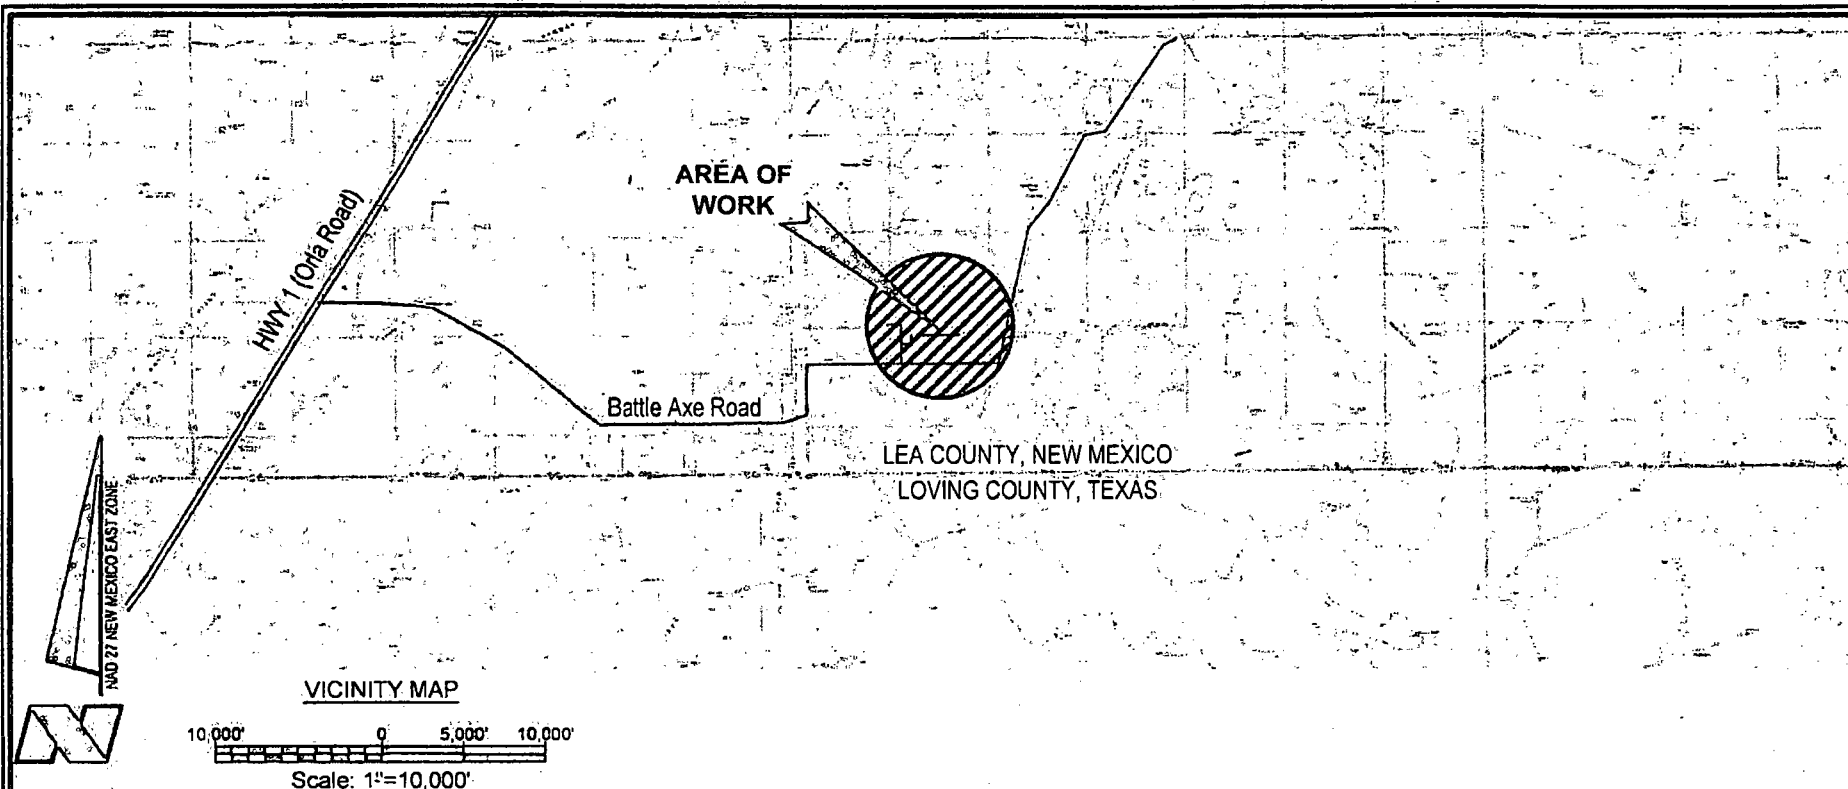 AREA OF
WORK
HWY 1 (Orla Road)
Battle Axe Road
LEA COUNTY, NEW MEXICO
LOVING COUNTY, TEXAS
NAD 27 NEW MEXICO EAST ZONE
N
VICINITY MAP
10,000' 0 5,000' 10,000'
Scale: 1"=10,000'